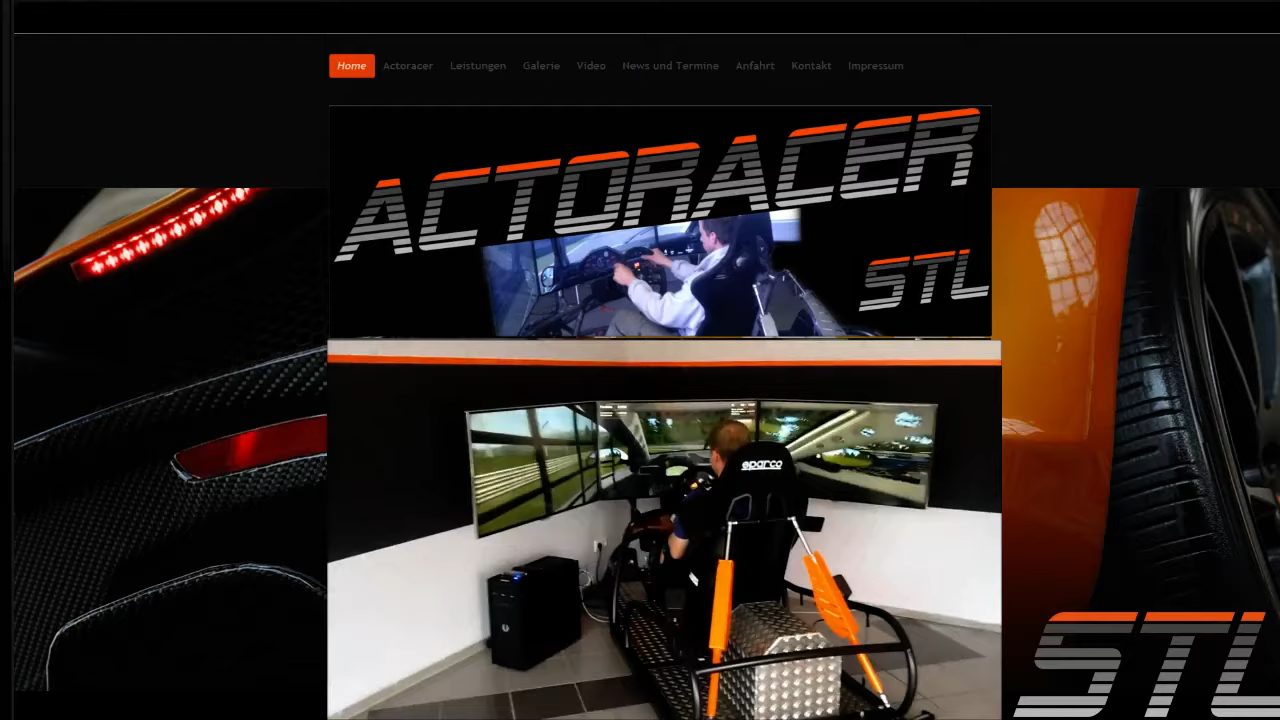 Home Actoracer Leistungen Galerie Video News und Termine Anfahrt Kontakt Impressum
ACTORACER
STL
sparco
STL